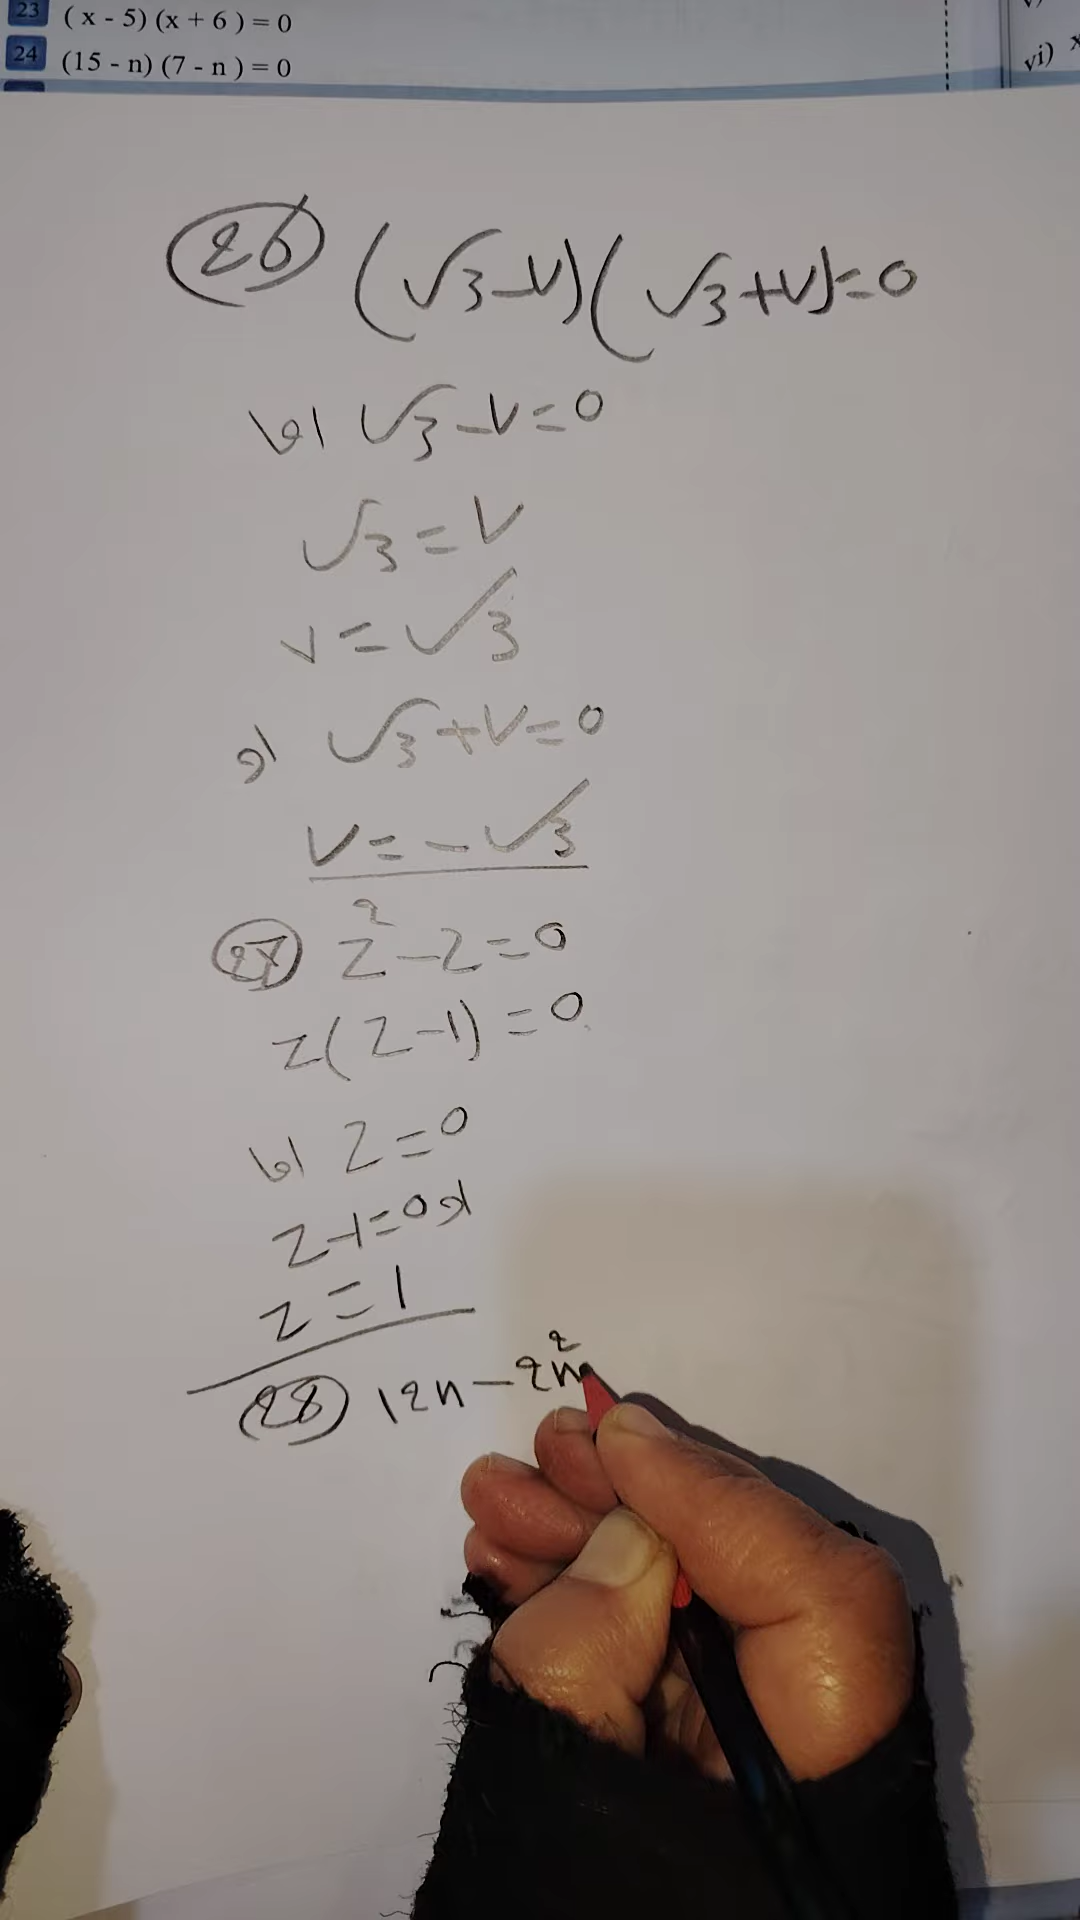 23 ( x - 5) (x + 6 ) = 0
24 (15 - n) (7 - n ) = 0
vi) x
26 (√3-V)(√3+V)=0
اما √3-V=0
√3=V
V=√3
او √3+V=0
V=-√3
27 z²-z=0
z(z-1)=0
اما z=0
z-1=0 او
z=1
28 12n-2n²